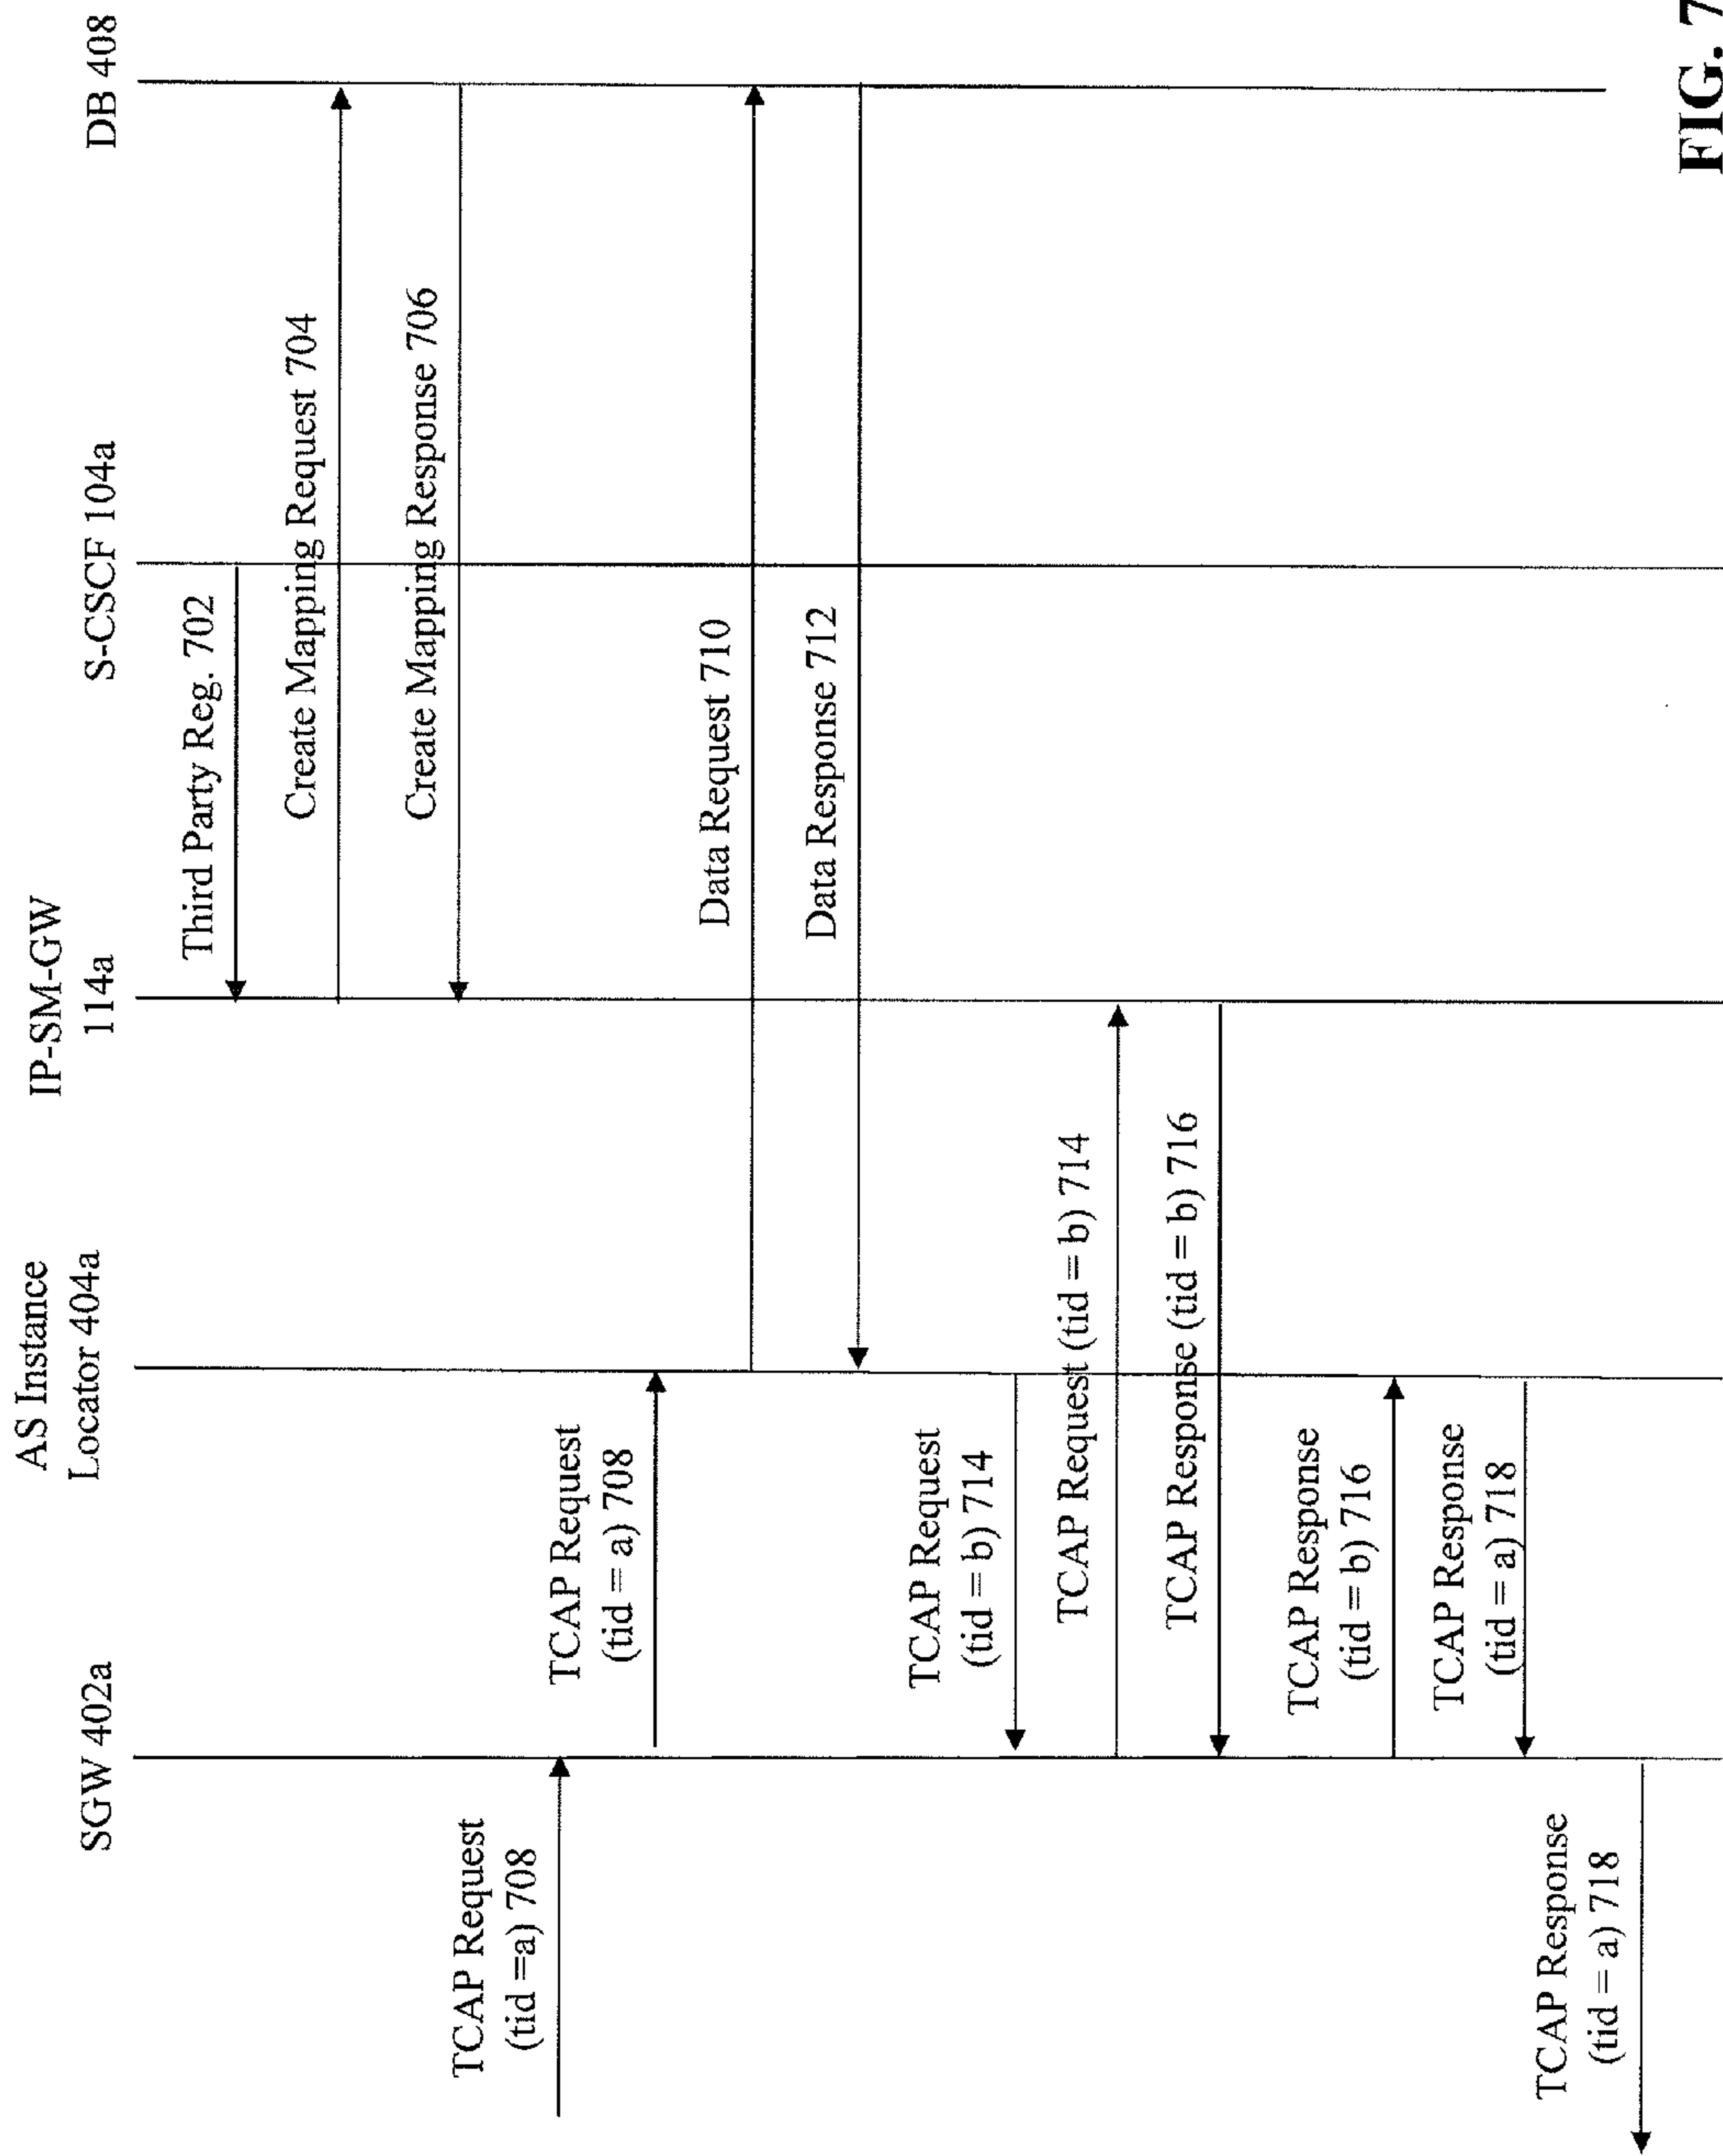 SGW 402a
AS Instance
Locator 404a
IP-SM-GW
114a
S-CSCF 104a
DB 408
Third Party Reg. 702
Create Mapping Request 704
Create Mapping Response 706
TCAP Request
(tid =a) 708
TCAP Request
(tid = a) 708
Data Request 710
Data Response 712
TCAP Request
(tid = b) 714
TCAP Request (tid = b) 714
TCAP Response (tid = b) 716
TCAP Response
(tid = b) 716
TCAP Response
(tid = a) 718
TCAP Response
(tid = a) 718
FIG. 7